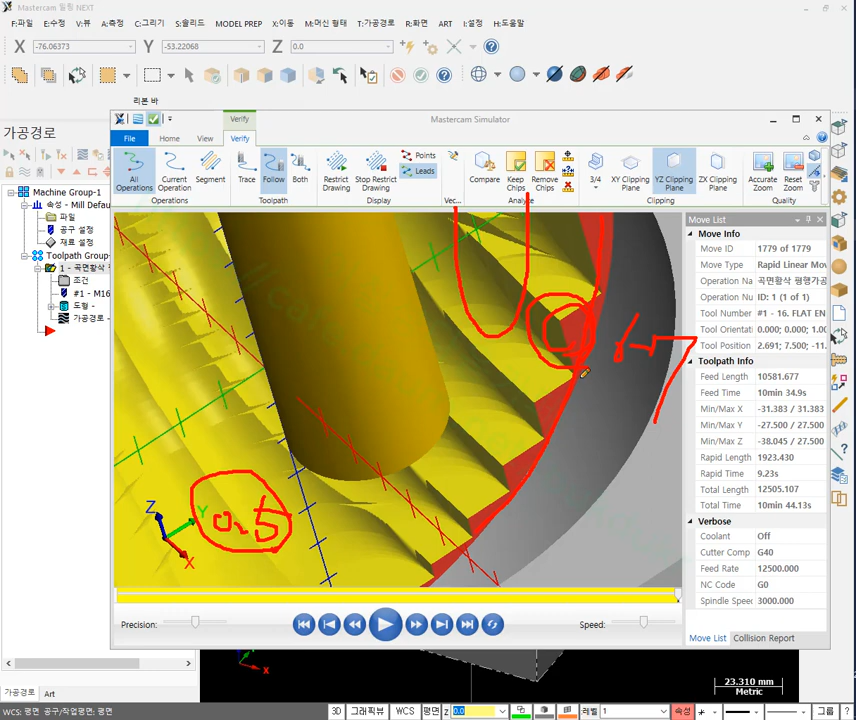 Mastercam 밀링 NEXT
F:파일 E:수정 V:뷰 A:측정 C:그리기 S:솔리드 MODEL PREP X:이동 M:머신 형태 T:가공경로 R:화면 ART I:설정 H:도움말
X -76.06373 Y -53.22068 Z 0.0
리본 바
가공경로
Machine Group-1
속성 - Mill Defau
파일
공구 설정
재료 설정
Toolpath Group-
1 - 곡면황삭
조건
#1 - M16
도형 -
가공경로 -
가공경로 Art
Verify
Mastercam Simulator
File Home View Verify
All Operations
Current Operation
Segment
Trace
Follow
Both
Restrict Drawing
Stop Restrict Drawing
Points
Leads
Compare
Keep Chips
Remove Chips
3/4
XY Clipping Plane
YZ Clipping Plane
ZX Clipping Plane
Accurate Zoom
Reset Zoom
Operations Toolpath Display Vec... Analyze Clipping Quality
0.5
Z
Y
X
Move List
Move Info
Move ID 1779 of 1779
Move Type Rapid Linear Mov
Operation Na 곡면황삭 평행가공
Operation Nu ID: 1 (1 of 1)
Tool Number #1 - 16. FLAT EN
Tool Orientati 0.000; 0.000; 1.00
Tool Position 2.691; 7.500; -11.
Toolpath Info
Feed Length 10581.677
Feed Time 10min 34.9s
Min/Max X -31.383 / 31.383
Min/Max Y -27.500 / 27.500
Min/Max Z -38.045 / 27.500
Rapid Length 1923.430
Rapid Time 9.23s
Total Length 12505.107
Total Time 10min 44.13s
Verbose
Coolant Off
Cutter Comp G40
Feed Rate 12500.000
NC Code G0
Spindle Speed 3000.000
Move List Collision Report
Precision:
Speed:
Y
X
23.310 mm
Metric
WCS: 평면 공구/작업평면: 평면
3D 그래픽뷰 WCS 평면 Z 0.0 레벨 1 속성 그룹 ?